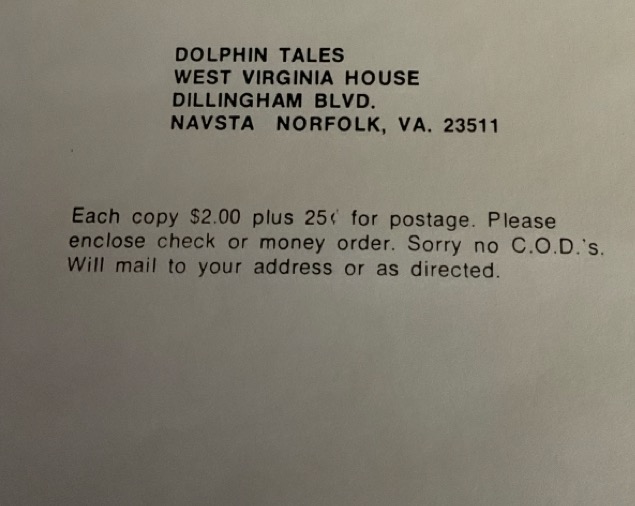 DOLPHIN TALES
WEST VIRGINIA HOUSE
DILLINGHAM BLVD.
NAVSTA NORFOLK, VA. 23511
Each copy $2.00 plus 25¢ for postage. Please
enclose check or money order. Sorry no C.O.D.'s.
Will mail to your address or as directed.